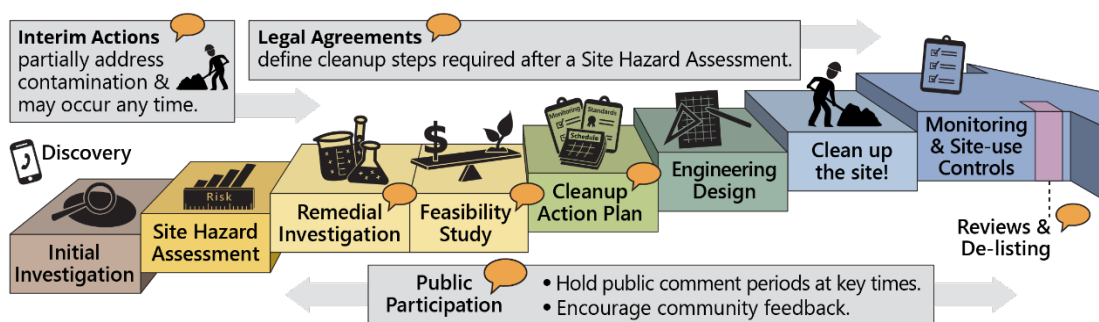 Interim Actions
partially address
contamination &
may occur any time.
Legal Agreements
define cleanup steps required after a Site Hazard Assessment.
Discovery
Initial
Investigation
Risk
Site Hazard
Assessment
Remedial
Investigation
$
Feasibility
Study
Monitoring
Standards
Schedule
Cleanup
Action Plan
Engineering
Design
Clean up
the site!
Monitoring
& Site-use
Controls
Reviews &
De-listing
Public
Participation
• Hold public comment periods at key times.
• Encourage community feedback.